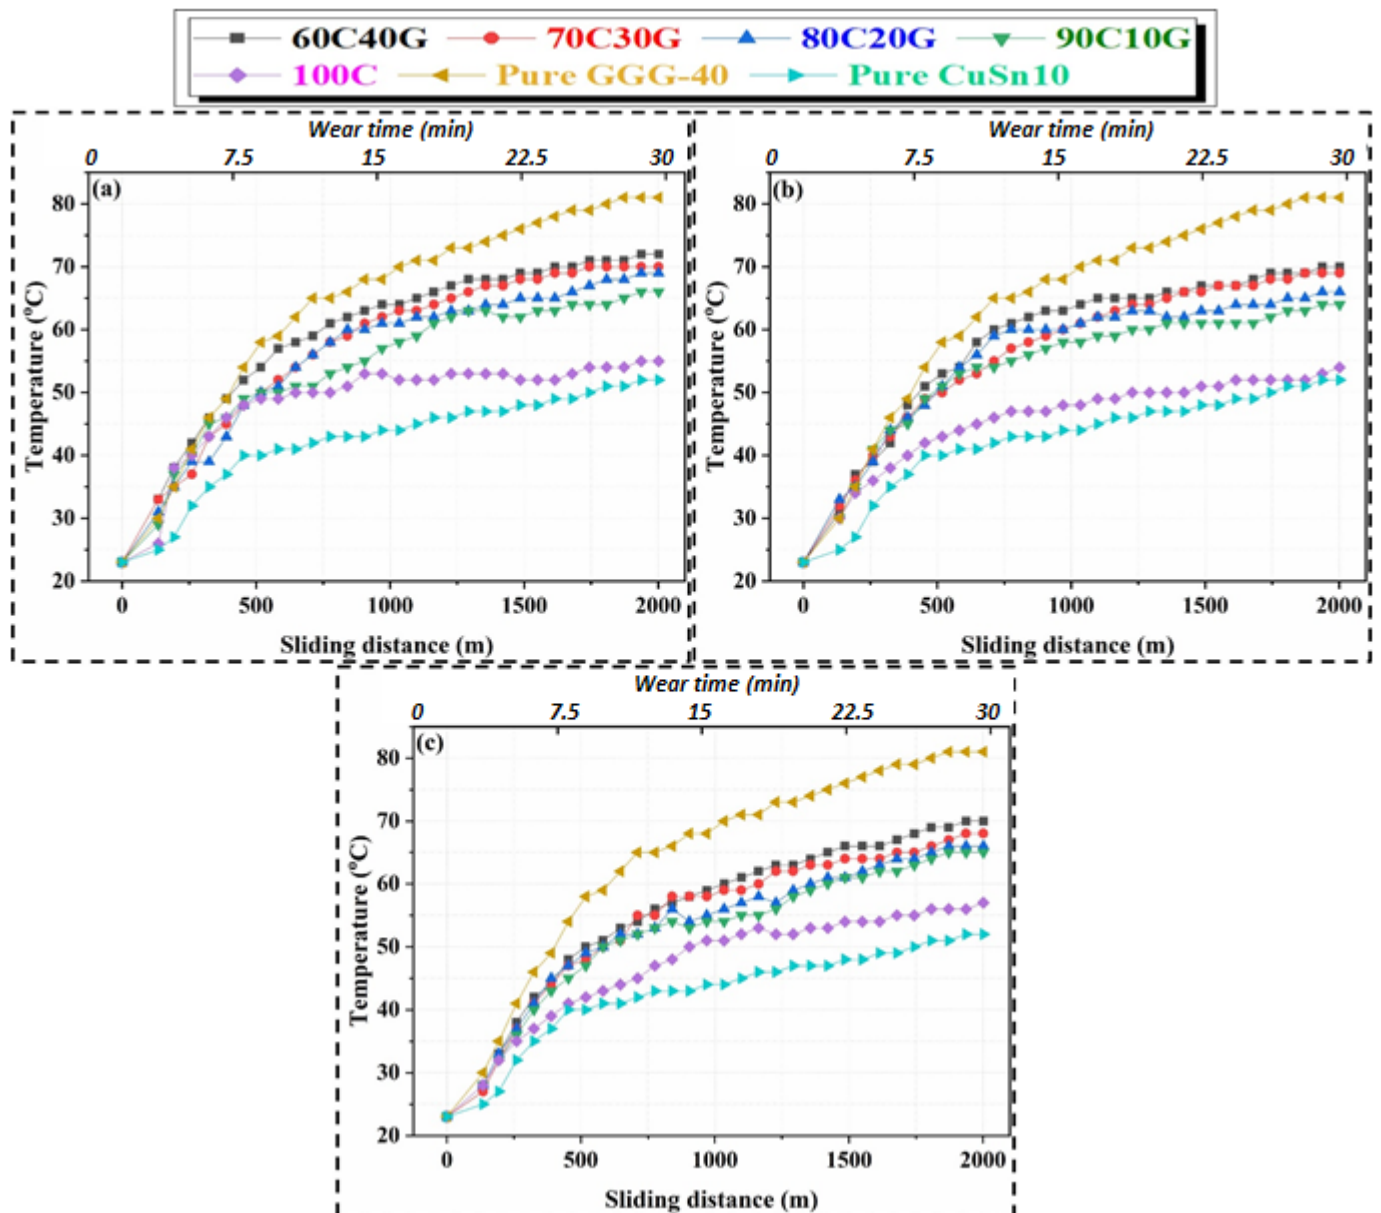 60C40G 70C30G 80C20G 90C10G
100C Pure GGG-40 Pure CuSn10
Wear time (min)
0 7.5 15 22.5 30
(a)
80
70
60
50
40
30
20
Temperature (°C)
0 500 1000 1500 2000
Sliding distance (m)
Wear time (min)
0 7.5 15 22.5 30
(b)
80
70
60
50
40
30
20
Temperature (°C)
0 500 1000 1500 2000
Sliding distance (m)
Wear time (min)
0 7.5 15 22.5 30
(c)
80
70
60
50
40
30
20
Temperature (°C)
0 500 1000 1500 2000
Sliding distance (m)